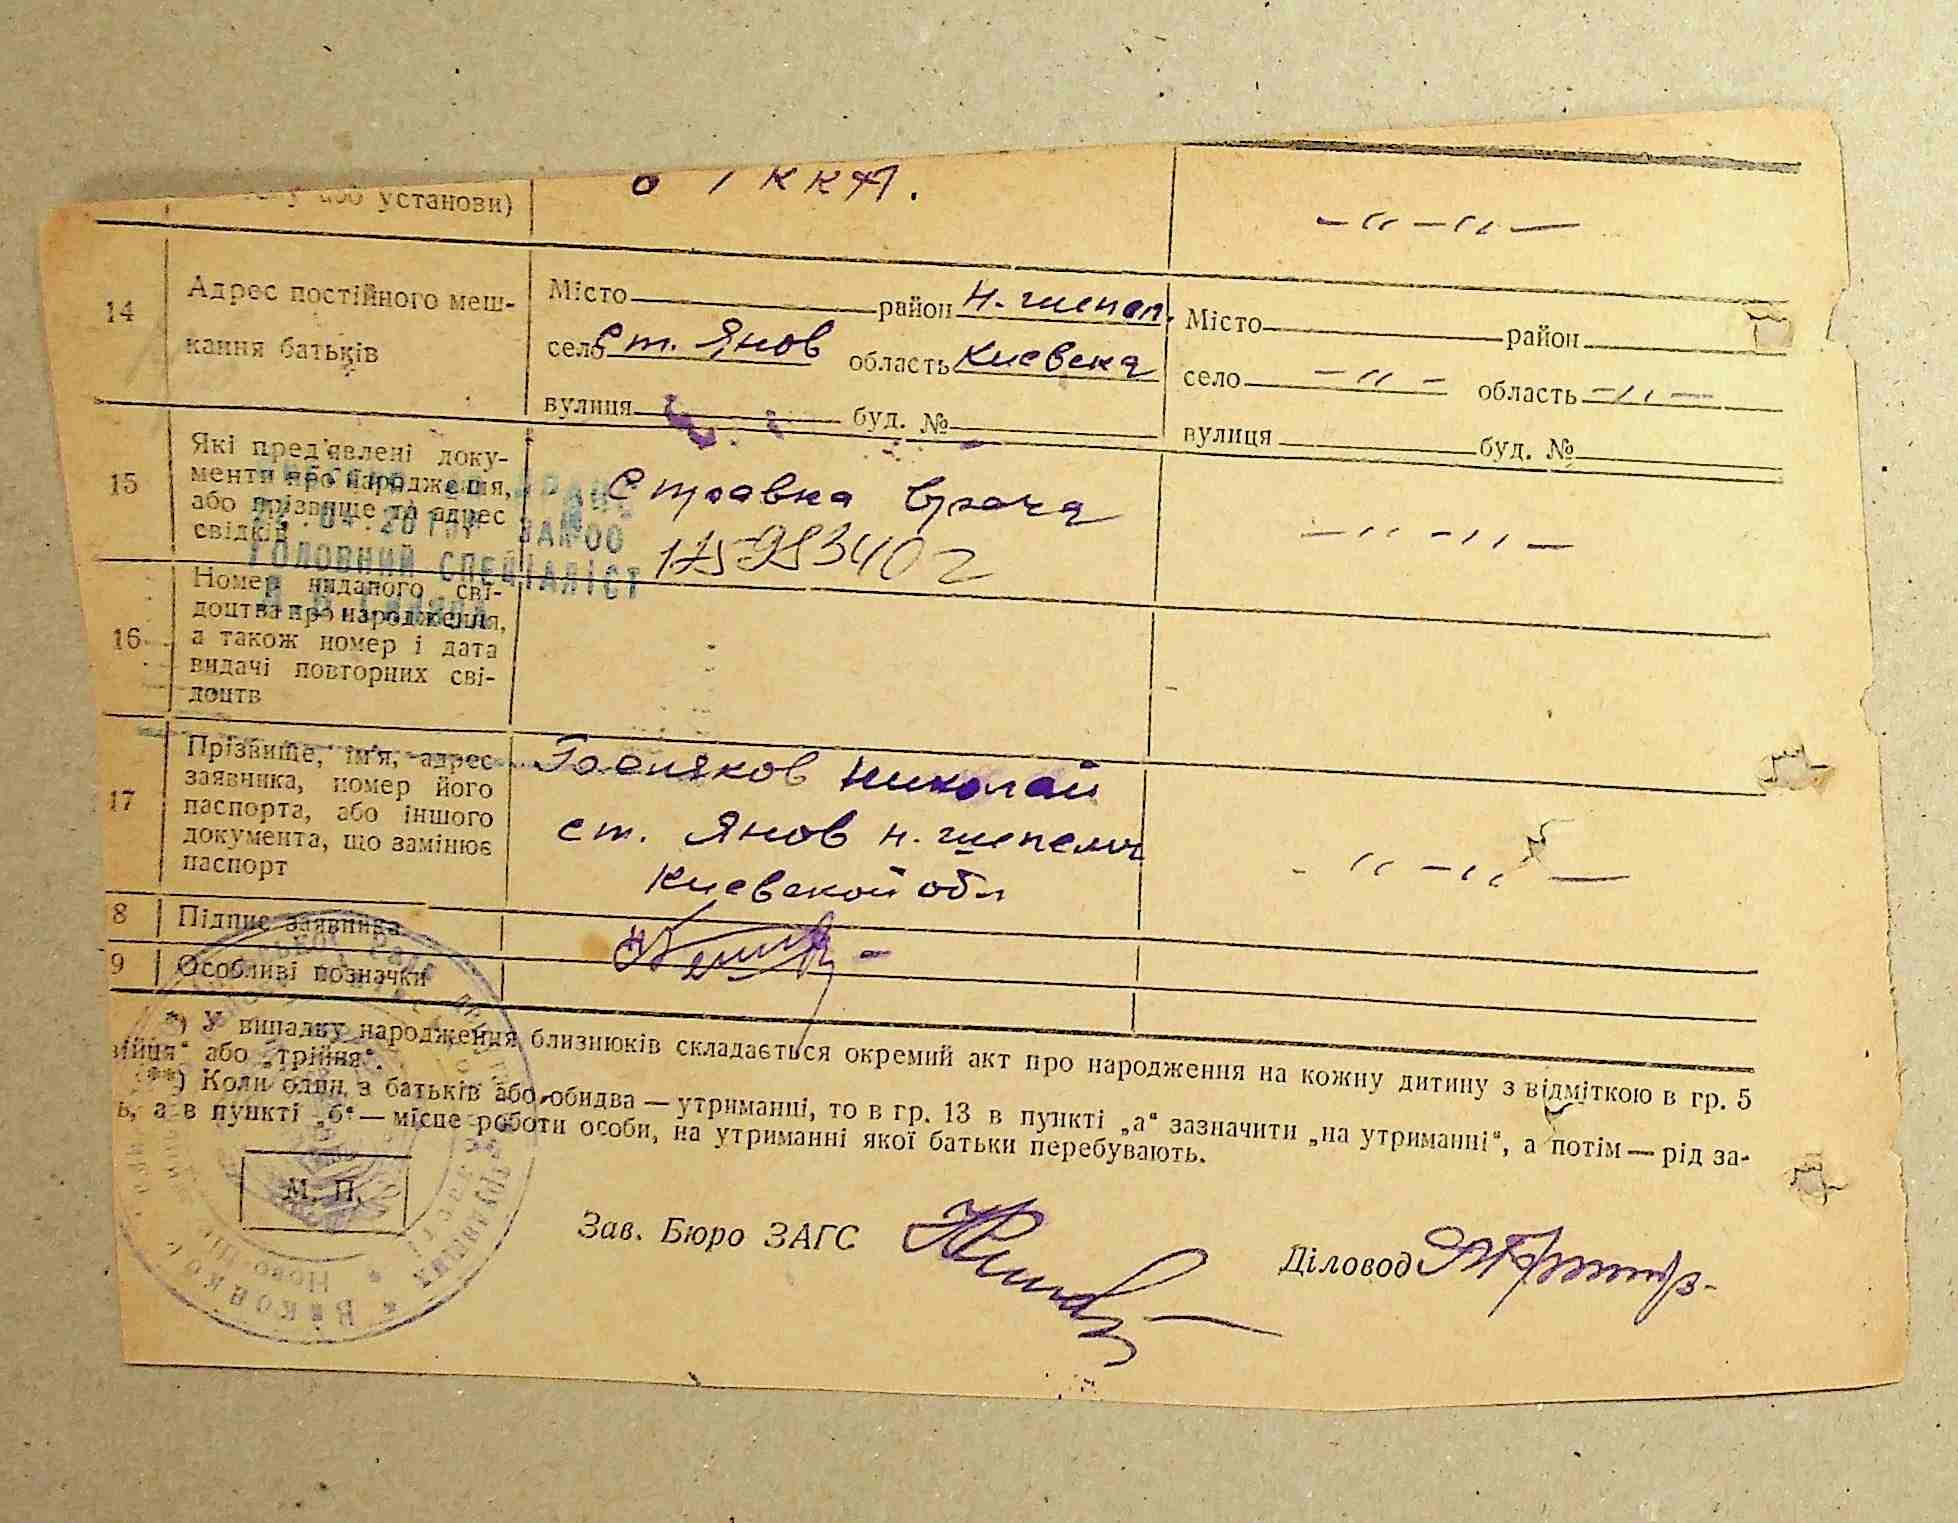 або установи)
ККА.
— ״ — ״ —
14
Адрес постійного меш-
кання батьків
Місто район Н. шепел.
село ст. Янов область Киевска
вулиця буд. №
Місто район
село — ״ — область — ״ —
вулиця буд. №
15
Які пред'явлені доку-
менти про народження,
або прізвище та адрес
свідків
Справка врача
— ״ — ״ —
ГОЛОВНИЙ СПЕЦІАЛІСТ
16
Номер виданого сві-
доцтва про народження,
а також номер і дата
видачі повторних сві-
доцтв
17
Прізвище, ім'я, адрес
заявника, номер його
паспорта, або іншого
документа, що замінює
паспорт
Николай
ст. Янов н. шепелич
Киевской обл
— ״ — ״ —
8 Підпис заявника
9 Особливі позначки
*) У випадку народження близнюків складається окремий акт про народження на кожну дитину з відміткою в гр. 5
або „трійня“.
(**) Коли один з батьків або обидва — утриманні, то в гр. 13 в пункті „а“ зазначити „на утриманні“, а потім — рід за-
а в пункті „б“ — місце роботи особи, на утриманні якої батьки перебувають.
М. П.
Зав. Бюро ЗАГС
Діловод